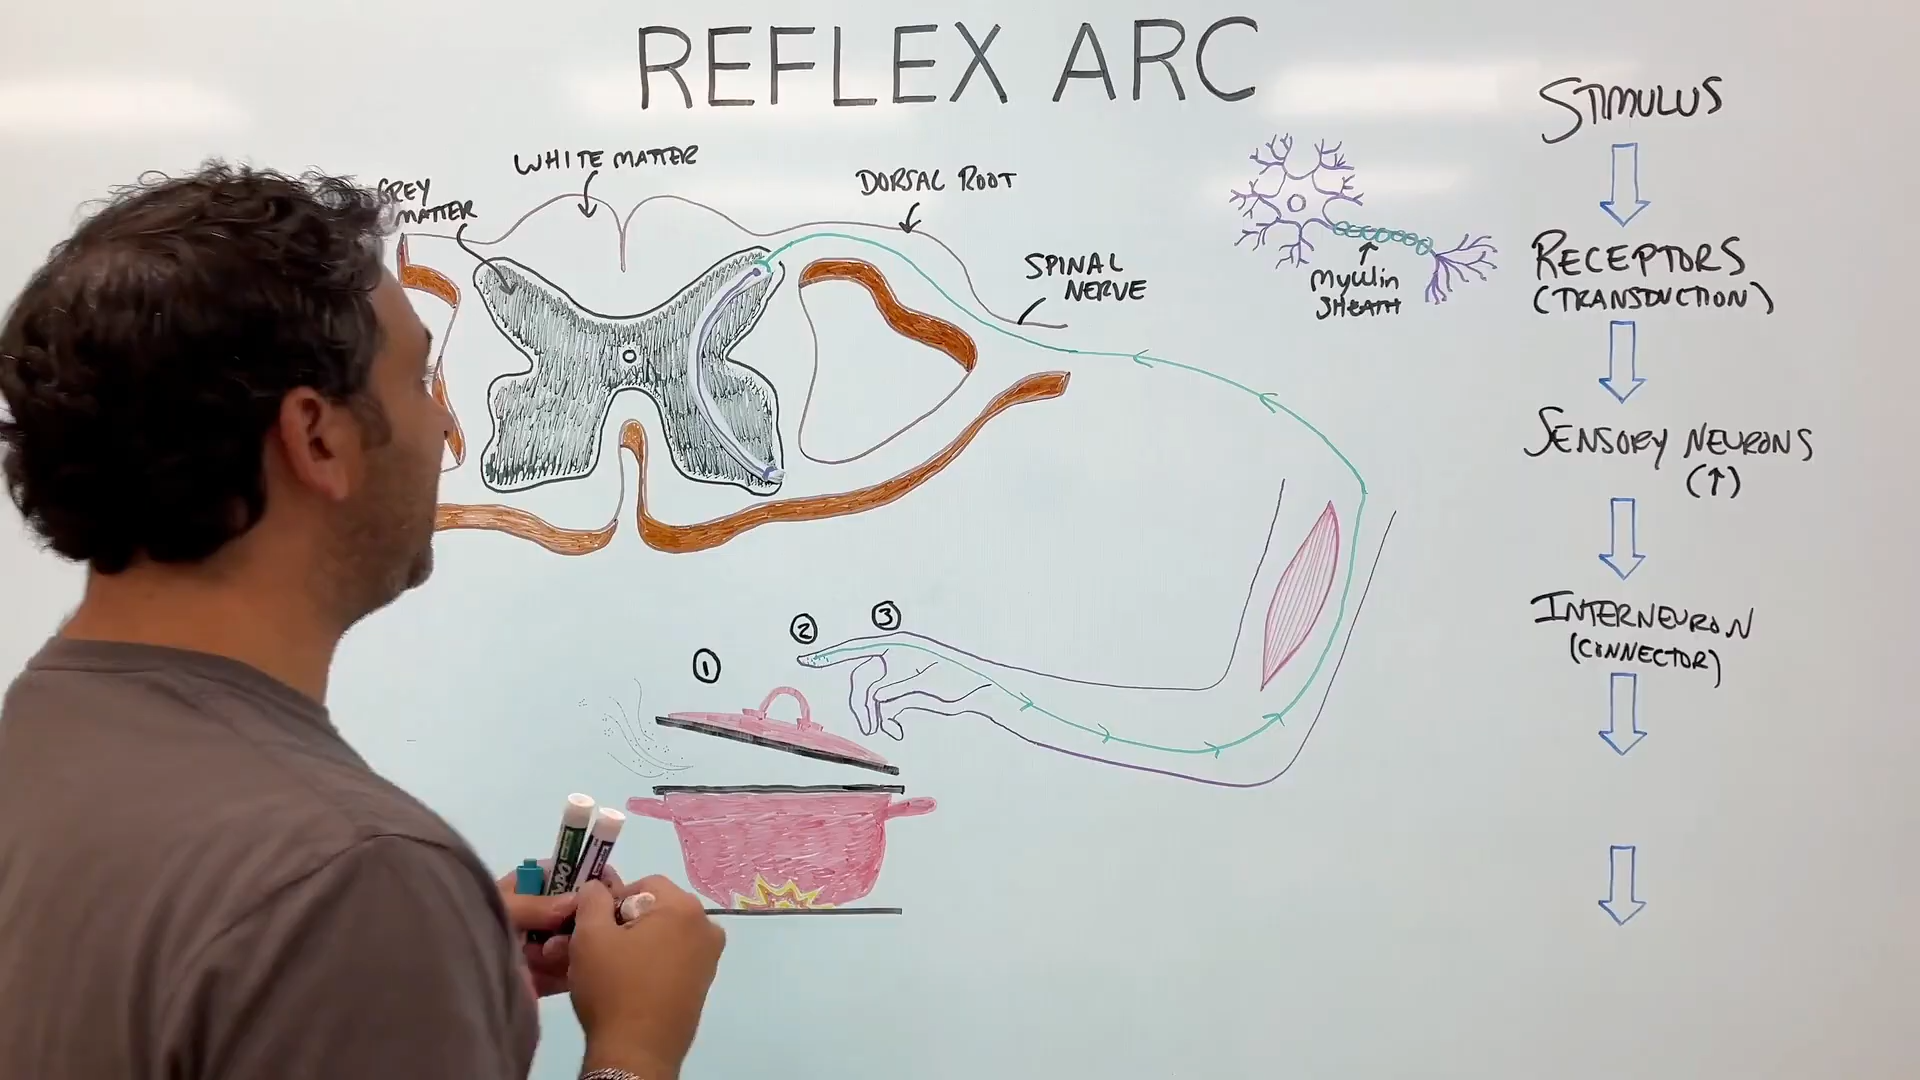 REFLEX ARC
GREY
MATTER
WHITE MATTER
DORSAL ROOT
SPINAL
NERVE
MyWlin
SHEATH
1
2
3
STIMULUS
RECEPTORS
(TRANSDUCTION)
SENSORY NEURONS
(↑)
INTERNEURON
(CONNECTOR)